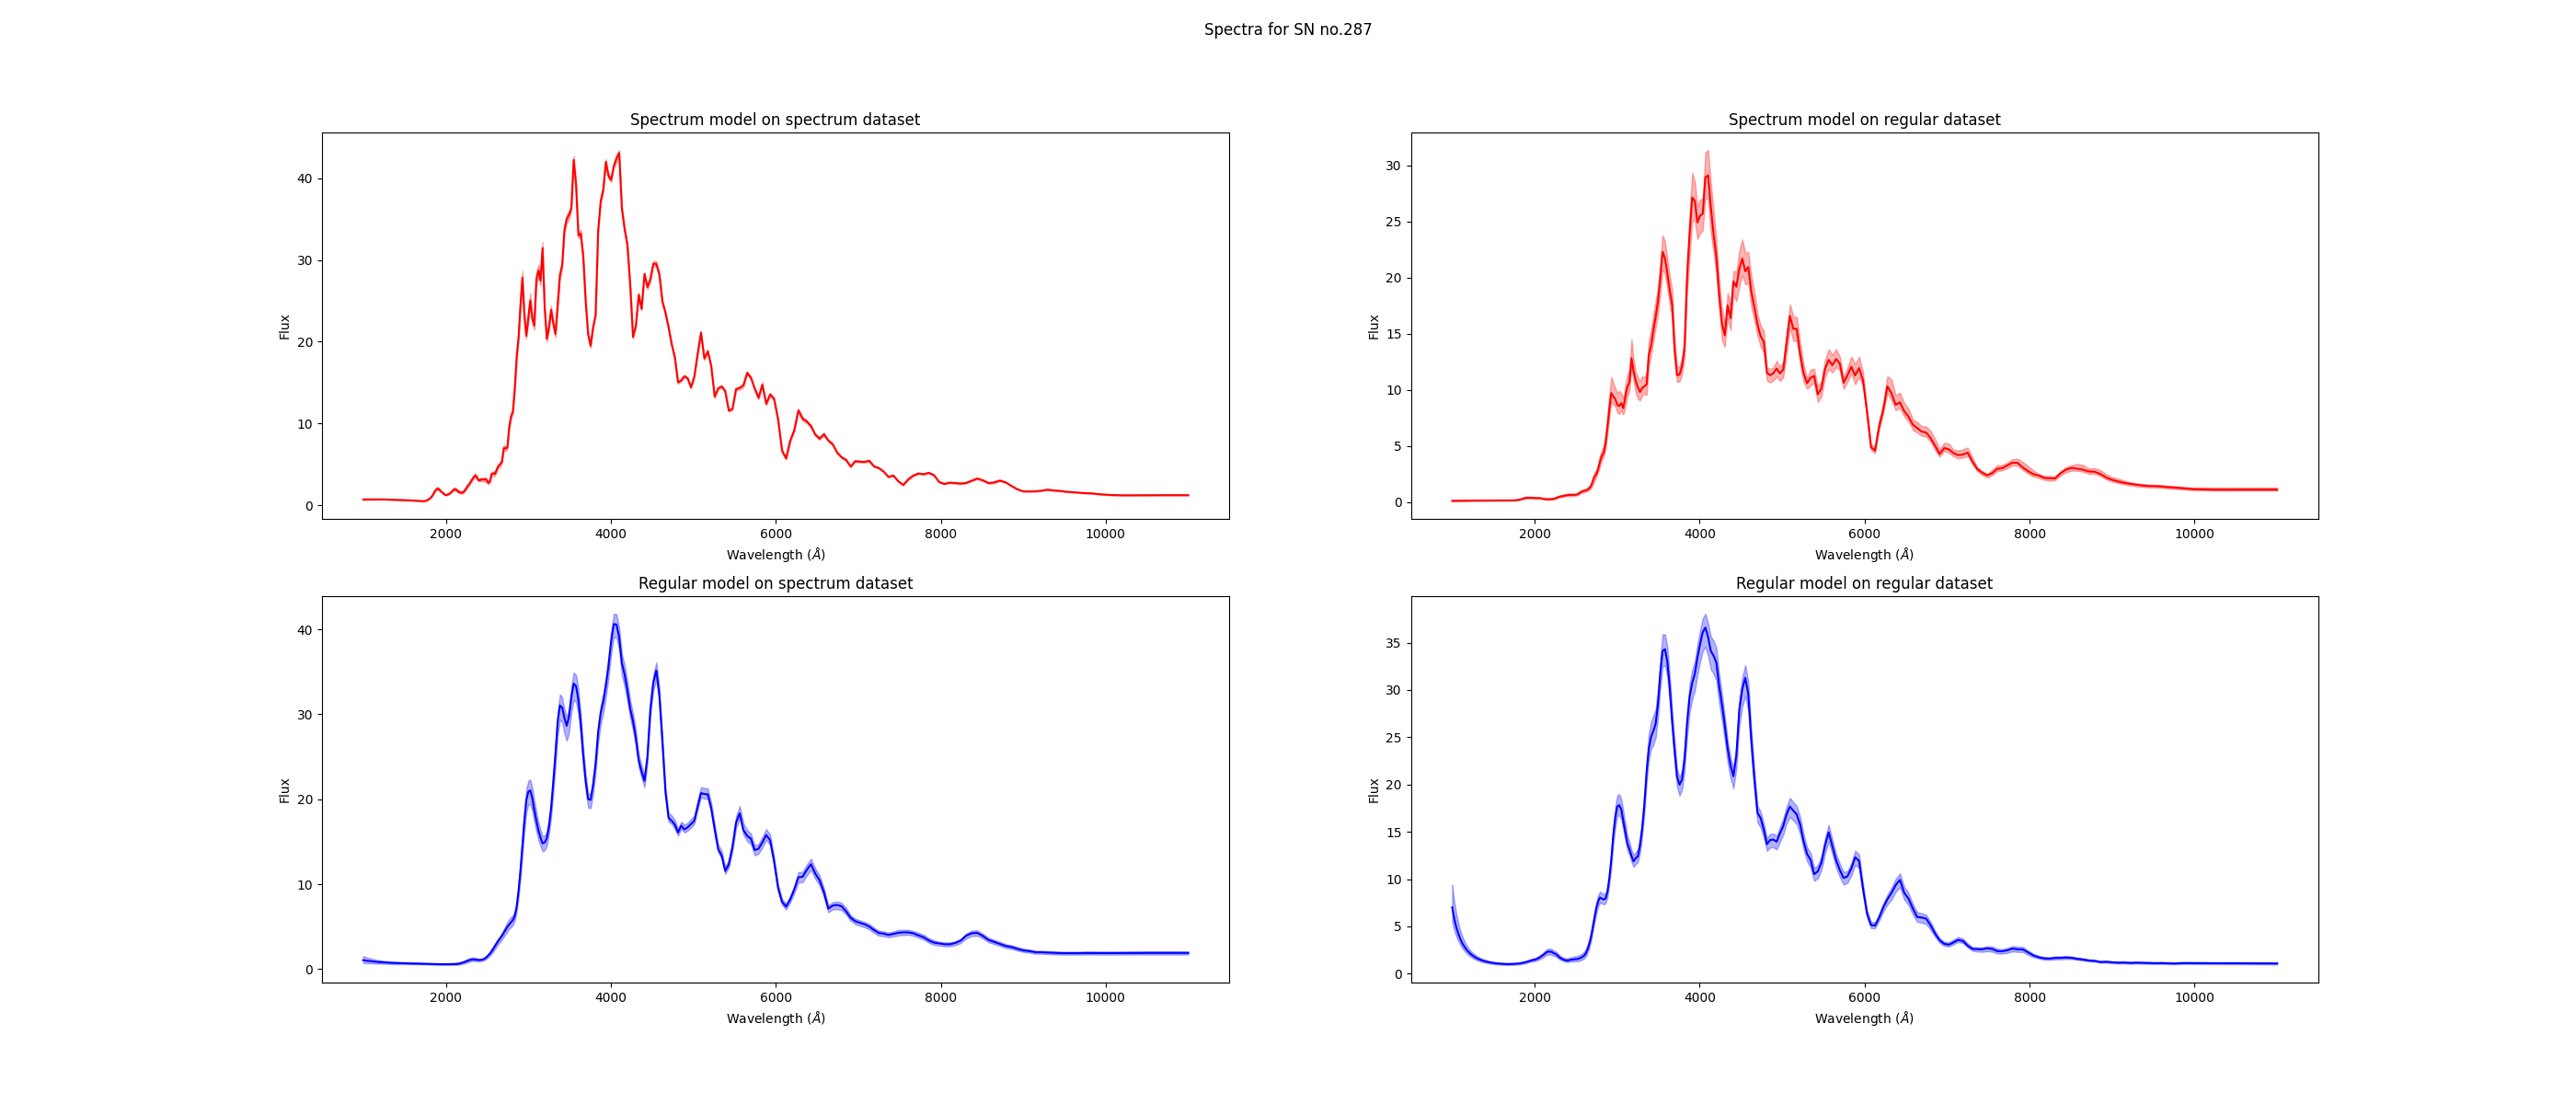 Spectra for SN no.287
Spectrum model on spectrum dataset
Flux
40
30
20
10
0
2000 4000 6000 8000 10000
Wavelength (Å)
Spectrum model on regular dataset
Flux
30
25
20
15
10
5
0
2000 4000 6000 8000 10000
Wavelength (Å)
Regular model on spectrum dataset
Flux
40
30
20
10
0
2000 4000 6000 8000 10000
Wavelength (Å)
Regular model on regular dataset
Flux
35
30
25
20
15
10
5
0
2000 4000 6000 8000 10000
Wavelength (Å)